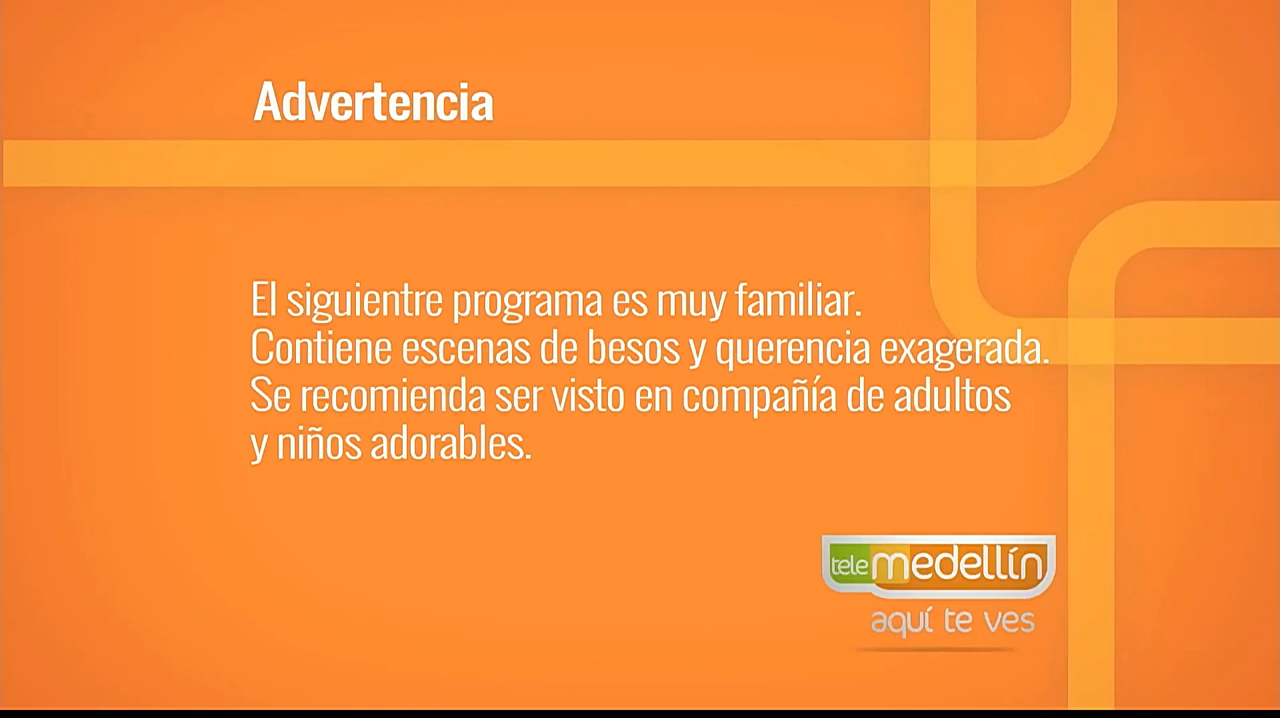 Advertencia
El siguientre programa es muy familiar.
Contiene escenas de besos y querencia exagerada.
Se recomienda ser visto en compañía de adultos
y niños adorables.
tele medellín
aquí te ves